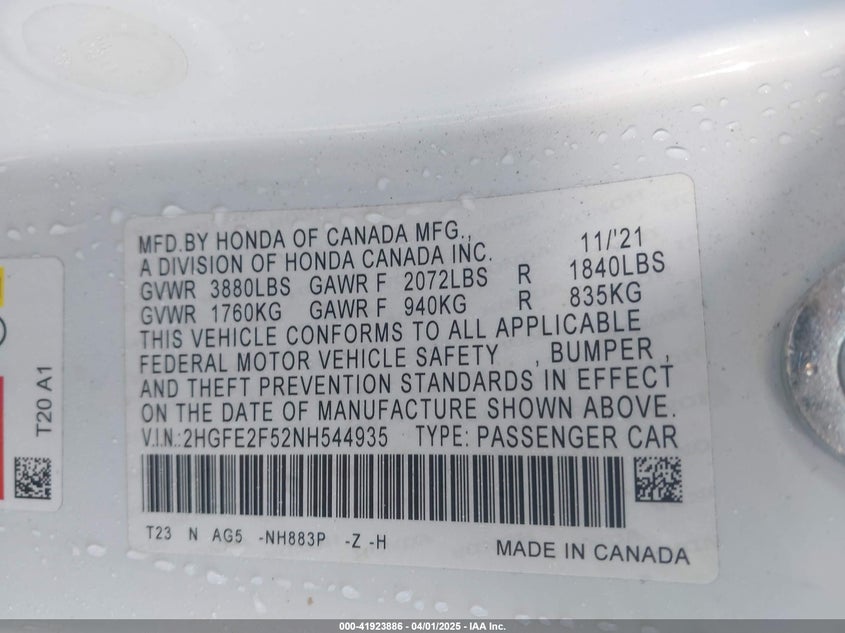 MFD.BY HONDA OF CANADA MFG., 11/'21
A DIVISION OF HONDA CANADA INC.
GVWR 3880LBS GAWR F 2072LBS R 1840LBS
GVWR 1760KG GAWR F 940KG R 835KG
THIS VEHICLE CONFORMS TO ALL APPLICABLE
FEDERAL MOTOR VEHICLE SAFETY , BUMPER ,
AND THEFT PREVENTION STANDARDS IN EFFECT
ON THE DATE OF MANUFACTURE SHOWN ABOVE.
V.I.N.:2HGFE2F52NH544935 TYPE: PASSENGER CAR
T23 N AG5 -NH883P -Z -H
MADE IN CANADA
T20 A1
000-41923886 - 04/01/2025 - IAA Inc.